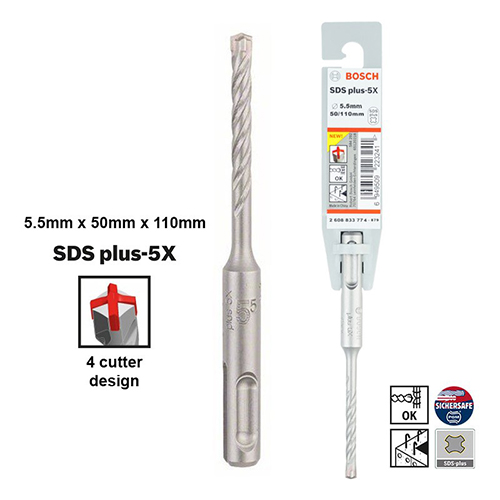 5.5mm x 50mm x 110mm
SDS plus-5X
4 cutter
design
BOSCH
SDS plus-5X
Ø 5.5mm
50/110mm
NEW!
OK
2 608 833 774
OK
SICHERSAFE
PGM
SDS-plus